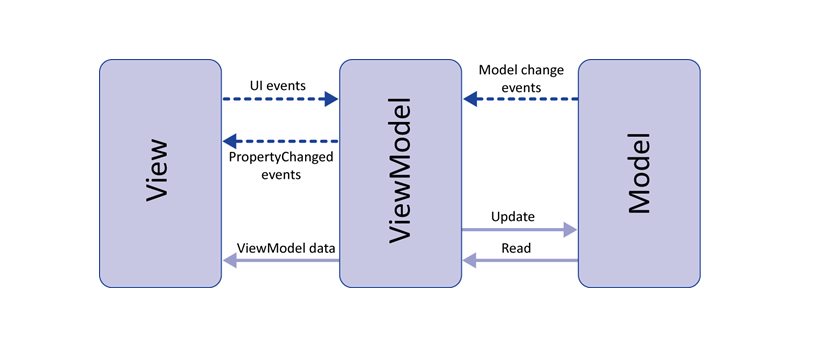 View
UI events
PropertyChanged
events
ViewModel data
ViewModel
Model change
events
Update
Read
Model